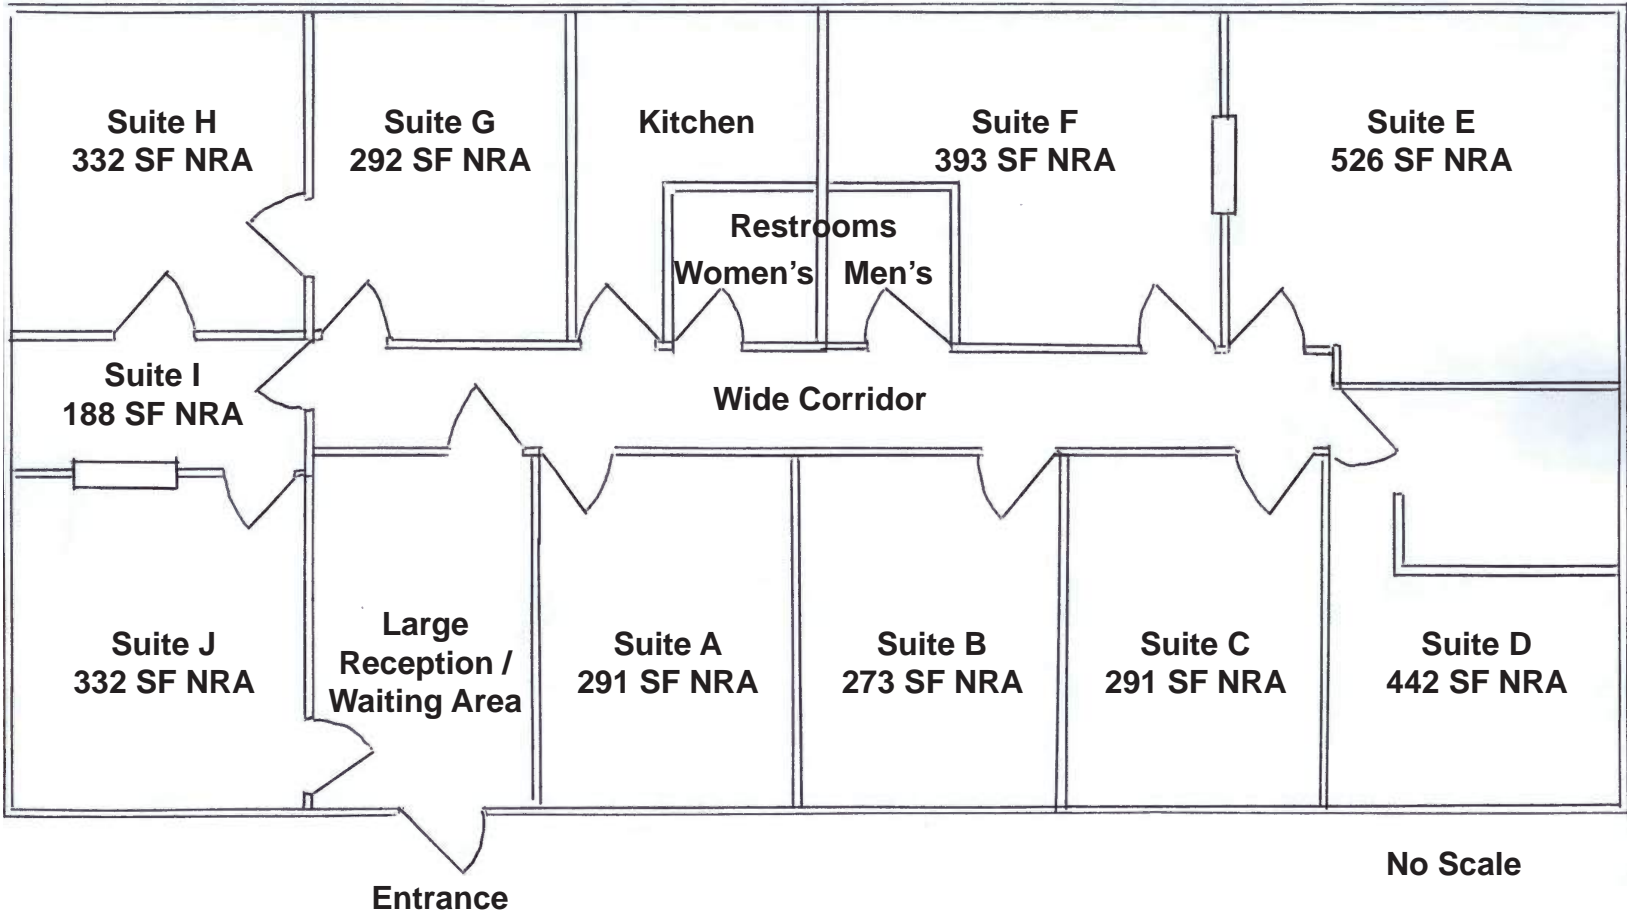 Suite H
332 SF NRA
Suite G
292 SF NRA
Kitchen
Suite F
393 SF NRA
Suite E
526 SF NRA
Restrooms
Women’s
Men’s
Suite I
188 SF NRA
Wide Corridor
Suite J
332 SF NRA
Large
Reception /
Waiting Area
Suite A
291 SF NRA
Suite B
273 SF NRA
Suite C
291 SF NRA
Suite D
442 SF NRA
No Scale
Entrance